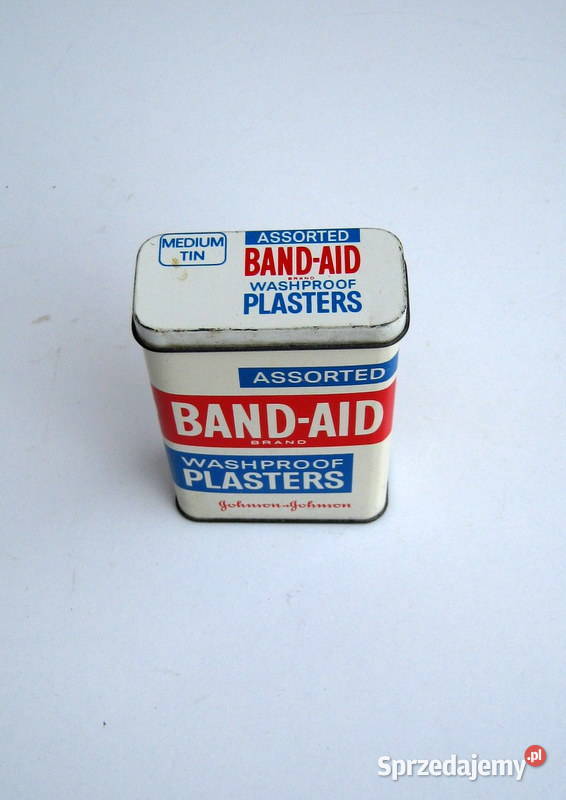 MEDIUM
TIN
ASSORTED
BAND-AID
BRAND
WASHPROOF
PLASTERS
ASSORTED
BAND-AID
BRAND
WASHPROOF
PLASTERS
Johnson-Johnson
Sprzedajemy.pl